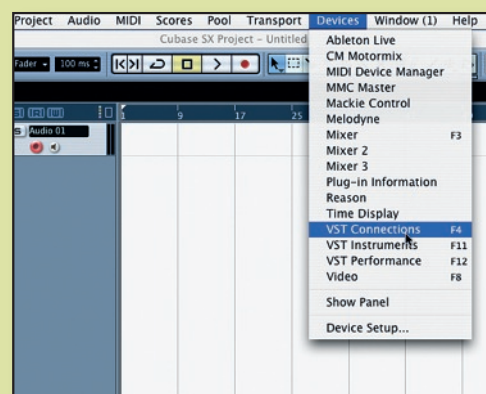 Project Audio MIDI Scores Pool Transport Devices Window (1) Help
Cubase SX Project - Untitled
Fader 100 ms
1 9 17 25
Audio 01
Ableton Live
CM Motormix
MIDI Device Manager
MMC Master
Mackie Control
Melodyne
Mixer F3
Mixer 2
Mixer 3
Plug-in Information
Reason
Time Display
VST Connections F4
VST Instruments F11
VST Performance F12
Video F8
Show Panel
Device Setup...